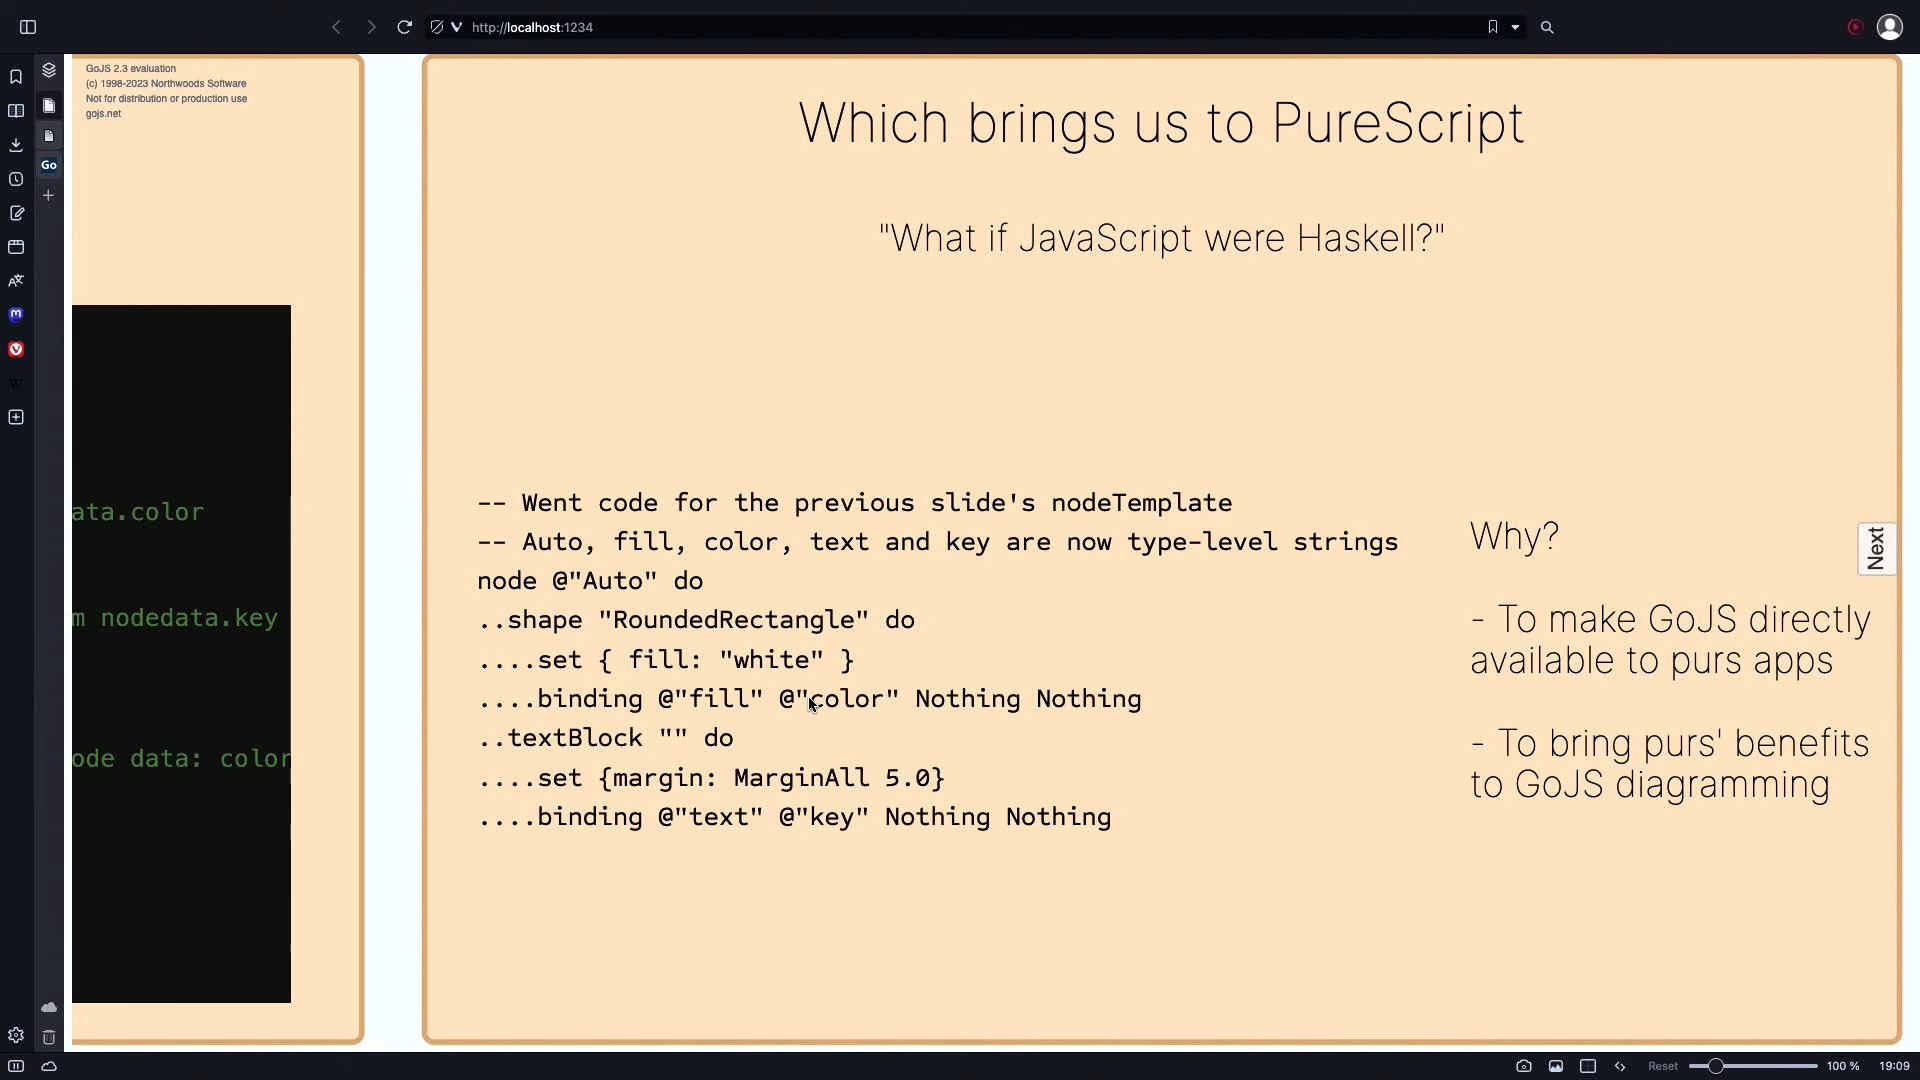 http://localhost:1234
GoJS 2.3 evaluation
(c) 1998-2023 Northwoods Software
Not for distribution or production use
gojs.net
Go
ata.color
m nodedata.key
ode data: color
Which brings us to PureScript
"What if JavaScript were Haskell?"
-- Went code for the previous slide's nodeTemplate
-- Auto, fill, color, text and key are now type-level strings
node @"Auto" do
..shape "RoundedRectangle" do
....set { fill: "white" }
....binding @"fill" @"color" Nothing Nothing
..textBlock "" do
....set {margin: MarginAll 5.0}
....binding @"text" @"key" Nothing Nothing
Why?
- To make GoJS directly
available to purs apps
- To bring purs' benefits
to GoJS diagramming
Next
Reset
100 %
19:09